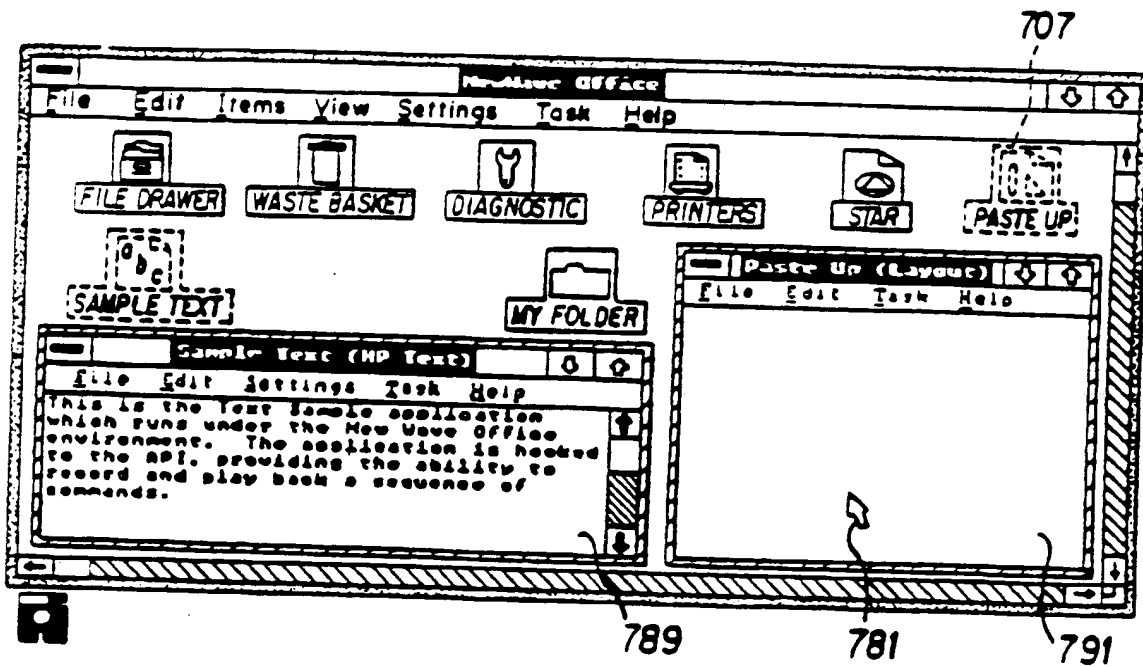 707
NewWave Office
File Edit Items View Settings Task Help
FILE DRAWER WASTE BASKET DIAGNOSTIC PRINTERS STAR PASTE UP
SAMPLE TEXT MY FOLDER
Paste Up (Layout)
File Edit Task Help
Sample Text (HP Text)
File Edit Settings Task Help
This is the Text Sample application
which runs under the New Wave Office
environment. The application is hooked
to the API, providing the ability to
record and play back a sequence of
commands.
789 781 791